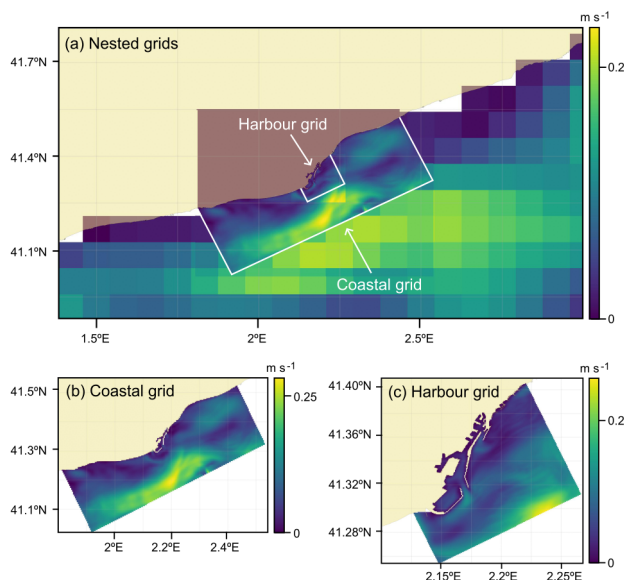 m s⁻¹
(a) Nested grids
0.2
41.7ºN
Harbour grid
41.4ºN
41.1ºN
Coastal grid
0
1.5ºE
2ºE
2.5ºE
m s⁻¹
m s⁻¹
41.5ºN
(b) Coastal grid
0.25
41.3ºN
41.1ºN
0
2ºE
2.2ºE
2.4ºE
41.40ºN
(c) Harbour grid
0.2
41.36ºN
41.32ºN
41.28ºN
0
2.15ºE
2.2ºE
2.25ºE